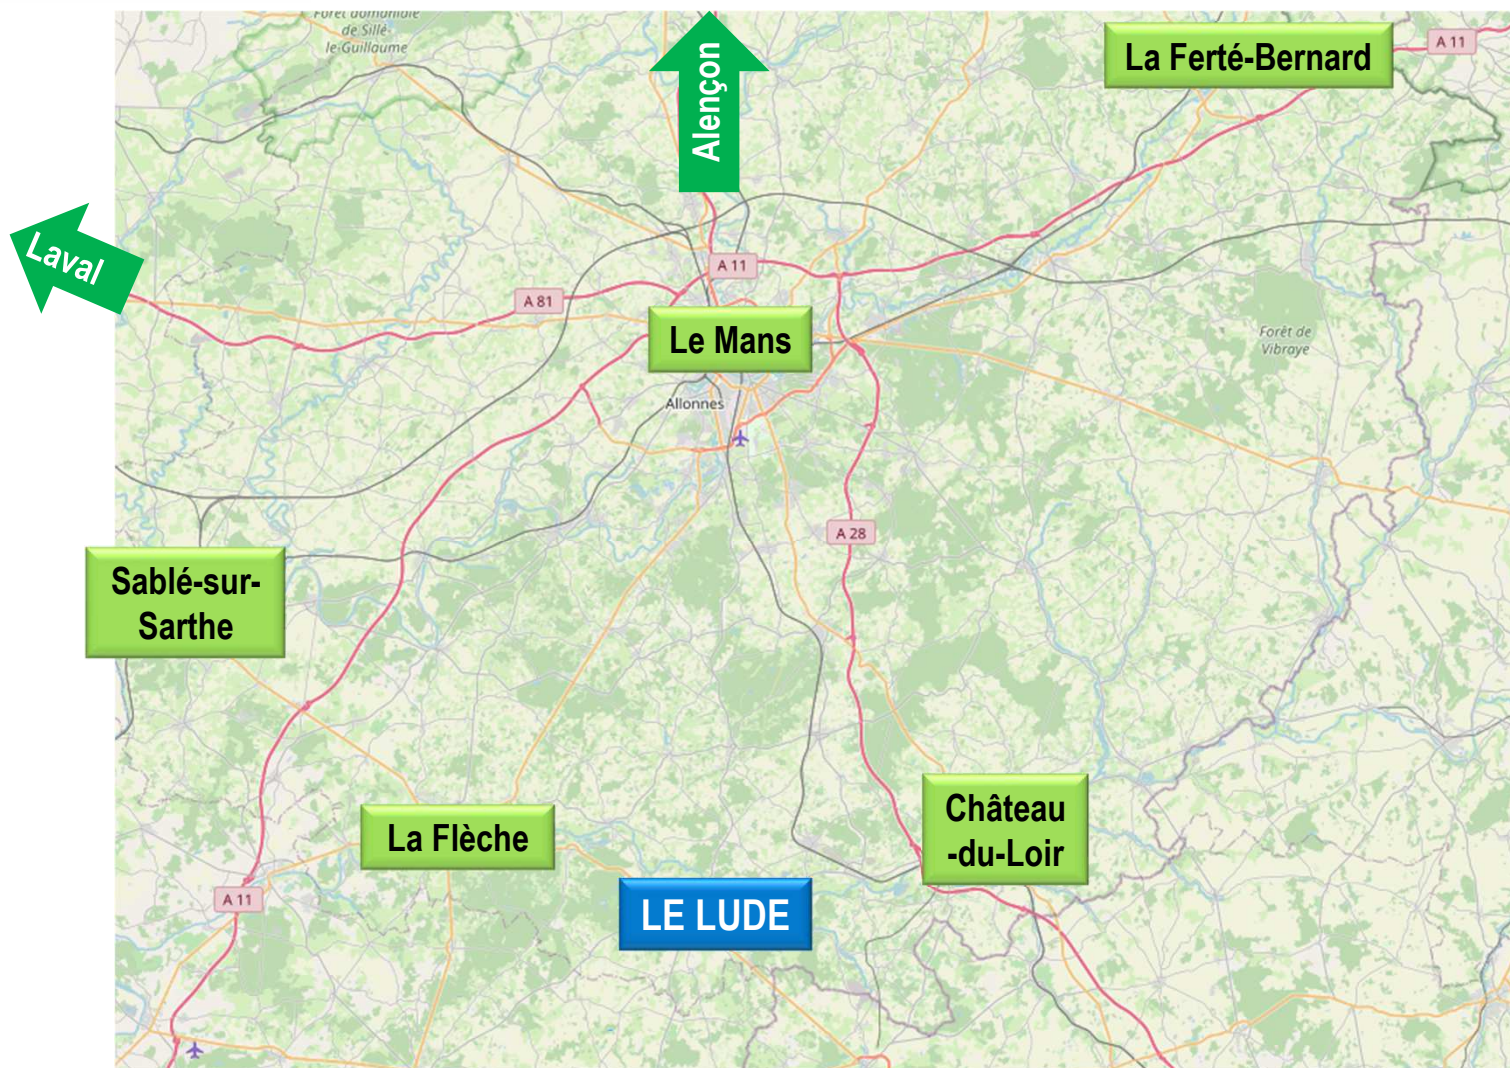 Forêt domaniale
de Sillé-
le-Guillaume
Alençon
La Ferté-Bernard
A 11
Laval
A 11
A 81
Le Mans
Forêt de
Vibraye
Allonnes
A 28
Sablé-sur-
Sarthe
Château
-du-Loir
La Flèche
A 11
LE LUDE